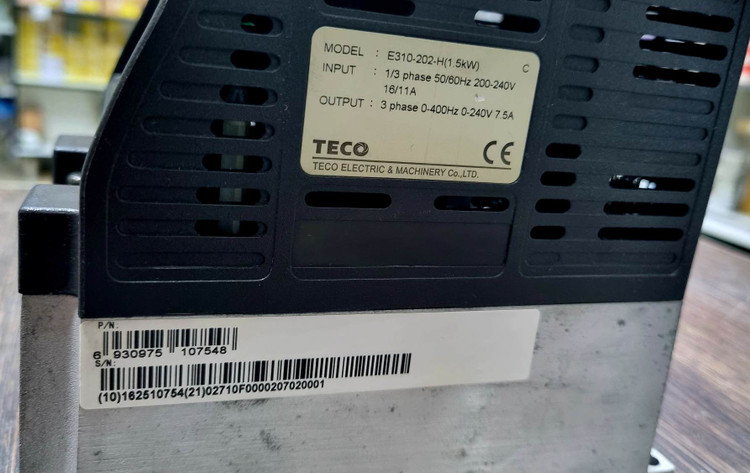 MODEL : E310-202-H(1.5kW) C
INPUT : 1/3 phase 50/60Hz 200-240V
16/11A
OUTPUT : 3 phase 0-400Hz 0-240V 7.5A
TECO CE
TECO ELECTRIC & MACHINERY Co.,LTD.
P/N:
6 930975 107548
S/N:
(10)162510754(21)02710F0000207020001